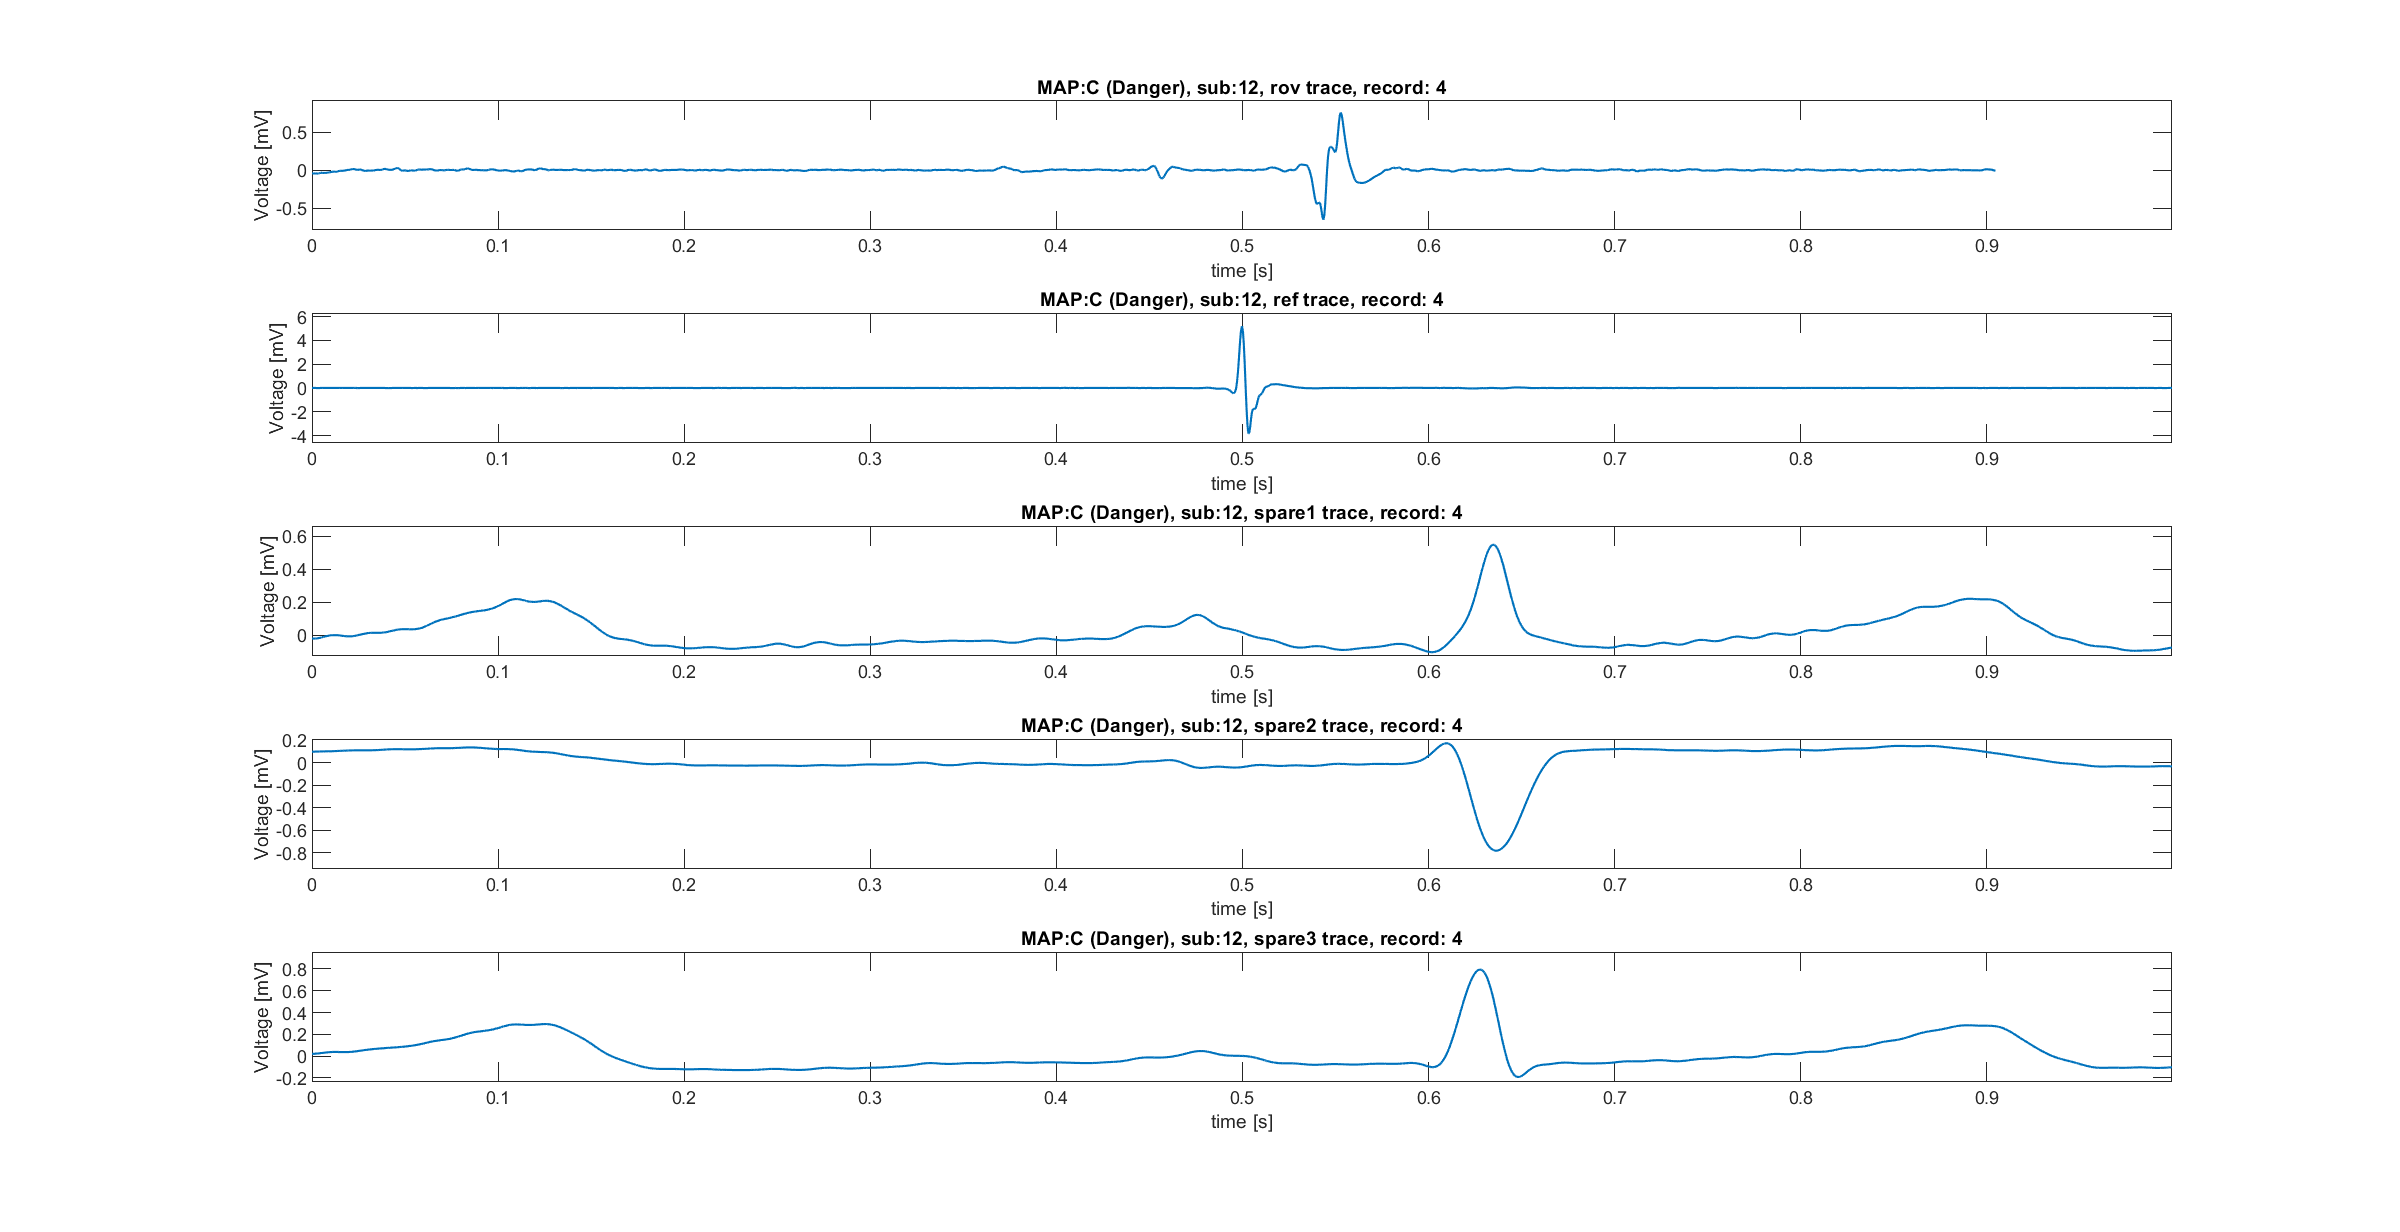 MAP:C (Danger), sub:12, rov trace, record: 4
Voltage [mV]
0.5
0
-0.5
0 0.1 0.2 0.3 0.4 0.5 0.6 0.7 0.8 0.9
time [s]
MAP:C (Danger), sub:12, ref trace, record: 4
Voltage [mV]
6
4
2
0
-2
-4
0 0.1 0.2 0.3 0.4 0.5 0.6 0.7 0.8 0.9
time [s]
MAP:C (Danger), sub:12, spare1 trace, record: 4
Voltage [mV]
0.6
0.4
0.2
0
0 0.1 0.2 0.3 0.4 0.5 0.6 0.7 0.8 0.9
time [s]
MAP:C (Danger), sub:12, spare2 trace, record: 4
Voltage [mV]
0.2
0
-0.2
-0.4
-0.6
-0.8
0 0.1 0.2 0.3 0.4 0.5 0.6 0.7 0.8 0.9
time [s]
MAP:C (Danger), sub:12, spare3 trace, record: 4
Voltage [mV]
0.8
0.6
0.4
0.2
0
-0.2
0 0.1 0.2 0.3 0.4 0.5 0.6 0.7 0.8 0.9
time [s]